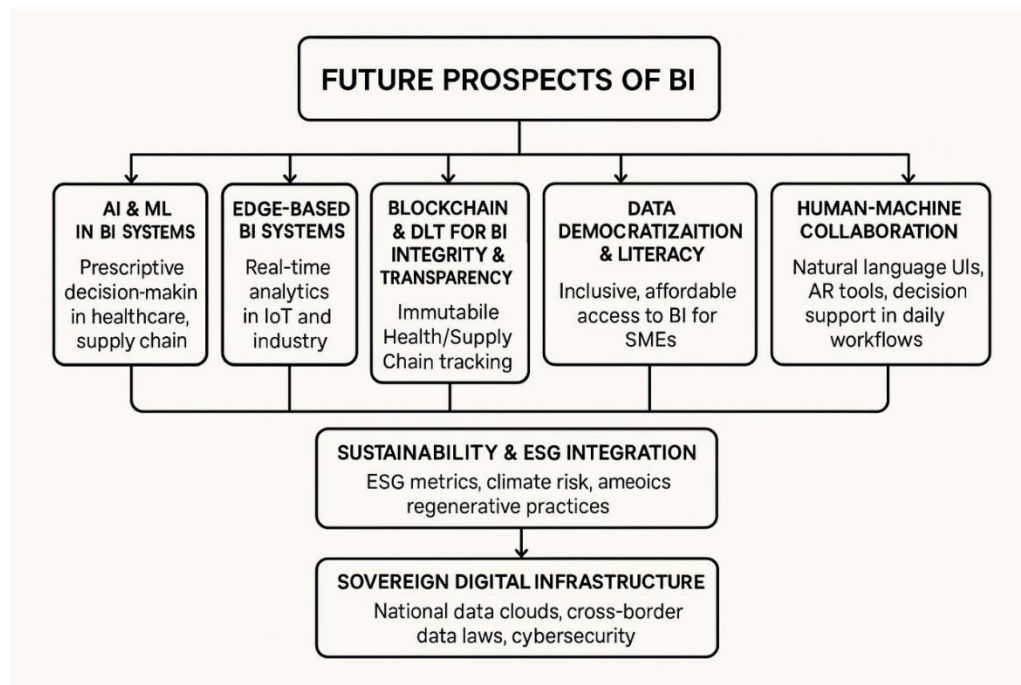 FUTURE PROSPECTS OF BI
AI & ML
IN BI SYSTEMS
Prescriptive
decision-makin
in healthcare,
supply chain
EDGE-BASED
BI SYSTEMS
Real-time
analytics
in IoT and
industry
BLOCKCHAIN
& DLT FOR BI
INTEGRITY &
TRANSPARENCY
Immutabile
Health/Supply
Chain tracking
DATA
DEMOCRATIZAITION
& LITERACY
Inclusive, affordable
access to BI for
SMEs
HUMAN-MACHINE
COLLABORATION
Natural language UIs,
AR tools, decision
support in daily
workflows
SUSTAINABILITY & ESG INTEGRATION
ESG metrics, climate risk, ameoics
regenerative practices
SOVEREIGN DIGITAL INFRASTRUCTURE
National data clouds, cross-border
data laws, cybersecurity